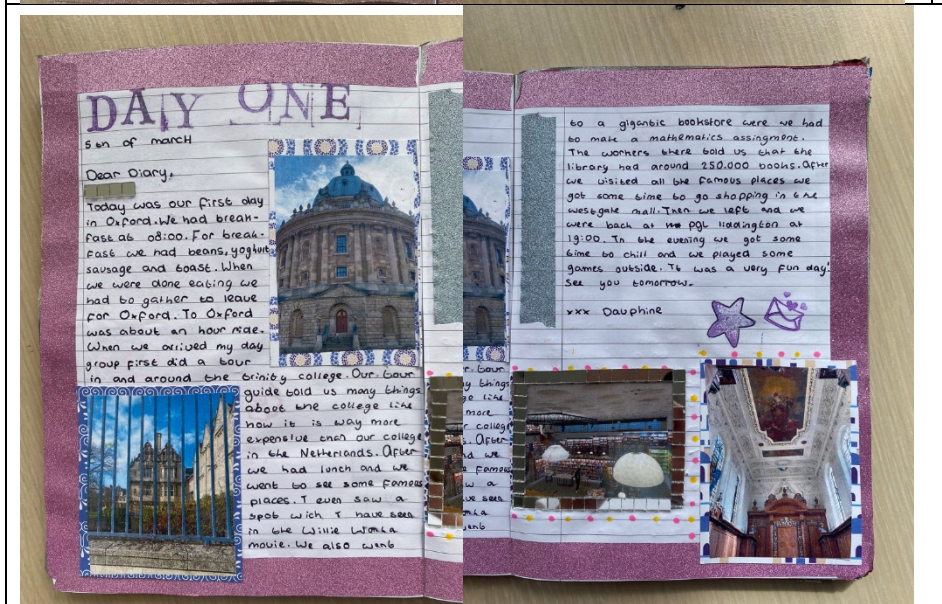 DAY ONE
5th of march
Dear Diary,
Today was our first day
in Oxford. We had break-
fast at 08:00. For break-
fast we had beans, yoghurt
sausage and toast. When
we were done eating we
had to gather to leave
for Oxford. To Oxford
was about an hour ride.
When we arrived my day
group first did a tour
in and around the trinity college. Our tour
guide told us many things
about the college like
how it is way more
expensive than our college
in the Netherlands. After
we had lunch and we
went to see some famous
places. I even saw a
spot wich I have seen
in the Willie Wonka
movie. We also went
to a gigantic bookstore were we had
to make a mathematics assingment.
The workers there told us that the
library had around 250.000 books. After
we visited all the famous places we
got some time to go shopping in the
westgate mall. Then we left and we
were back at PGL liddington at
19:00. In the evening we got some
time to chill and we played some
games outside. It was a very fun day!
See you tomorrow.
xxx Dauphine